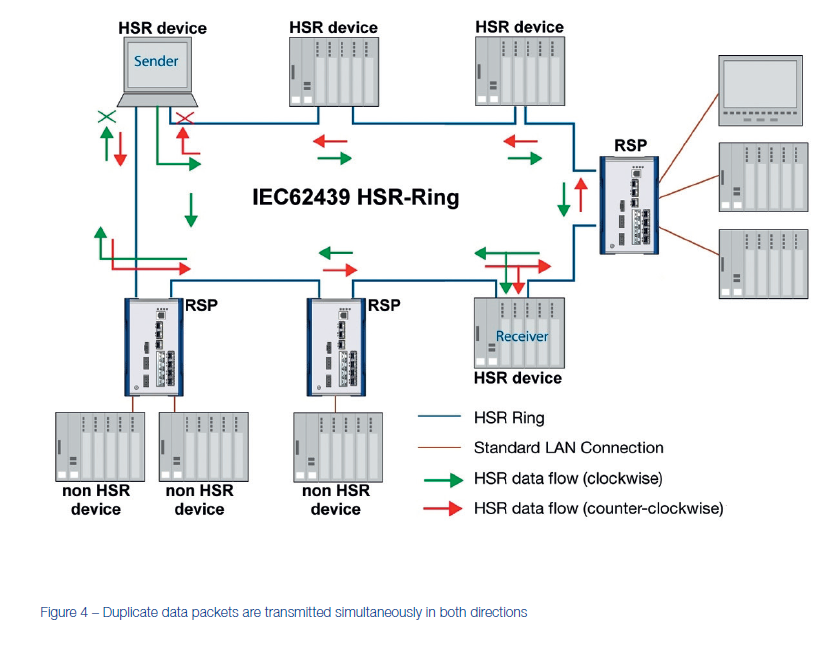 HSR device
HSR device
HSR device
Sender
RSP
IEC62439 HSR-Ring
RSP
RSP
Receiver
HSR device
HSR Ring
Standard LAN Connection
HSR data flow (clockwise)
HSR data flow (counter-clockwise)
non HSR
device
non HSR
device
non HSR
device
Figure 4 – Duplicate data packets are transmitted simultaneously in both directions